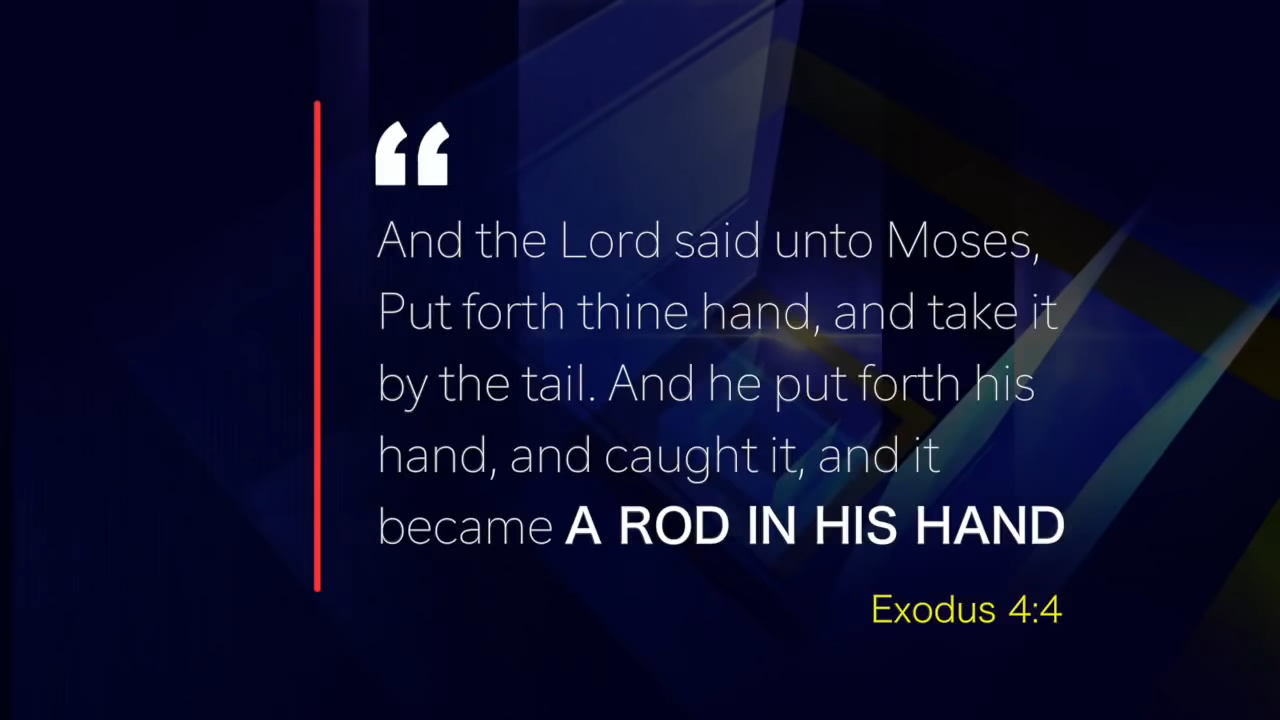 “
And the Lord said unto Moses,
Put forth thine hand, and take it
by the tail. And he put forth his
hand, and caught it, and it
became A ROD IN HIS HAND
Exodus 4:4